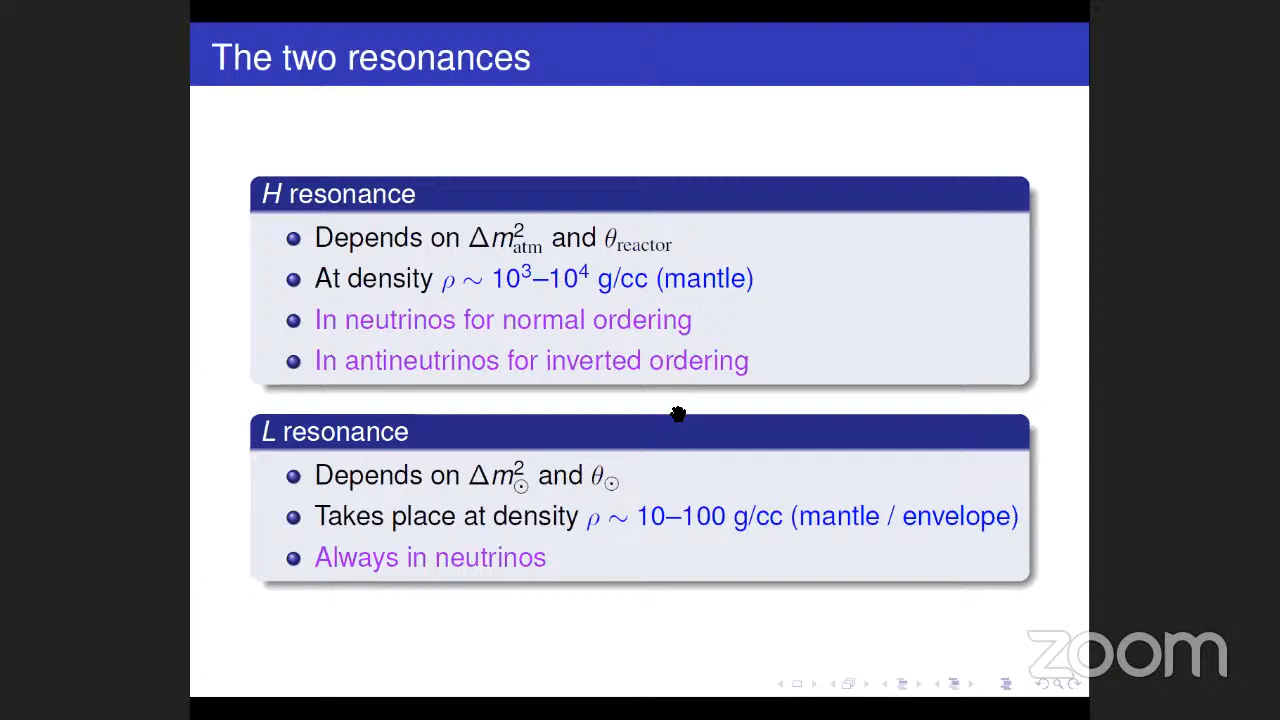 The two resonances
H resonance
Depends on Δm²atm and θreactor
At density ρ ∼ 10³–10⁴ g/cc (mantle)
In neutrinos for normal ordering
In antineutrinos for inverted ordering
L resonance
Depends on Δm²⊙ and θ⊙
Takes place at density ρ ∼ 10–100 g/cc (mantle / envelope)
Always in neutrinos
zoom